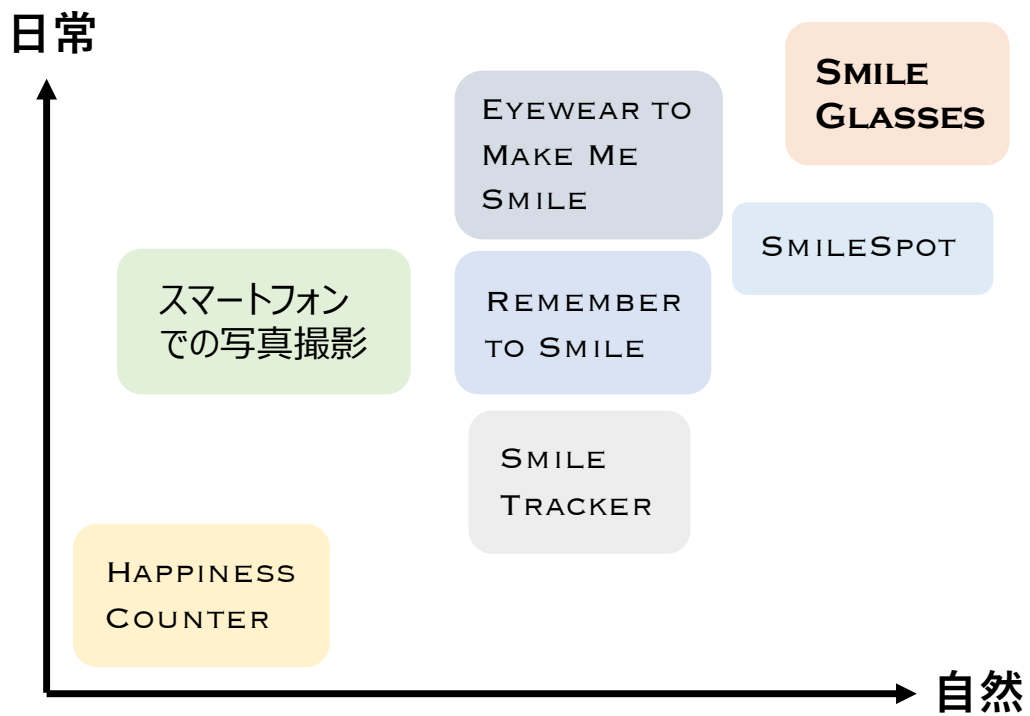 日常
SMILE
GLASSES
EYEWEAR TO
MAKE ME
SMILE
SMILESPOT
スマートフォン
での写真撮影
REMEMBER
TO SMILE
SMILE
TRACKER
HAPPINESS
COUNTER
自然